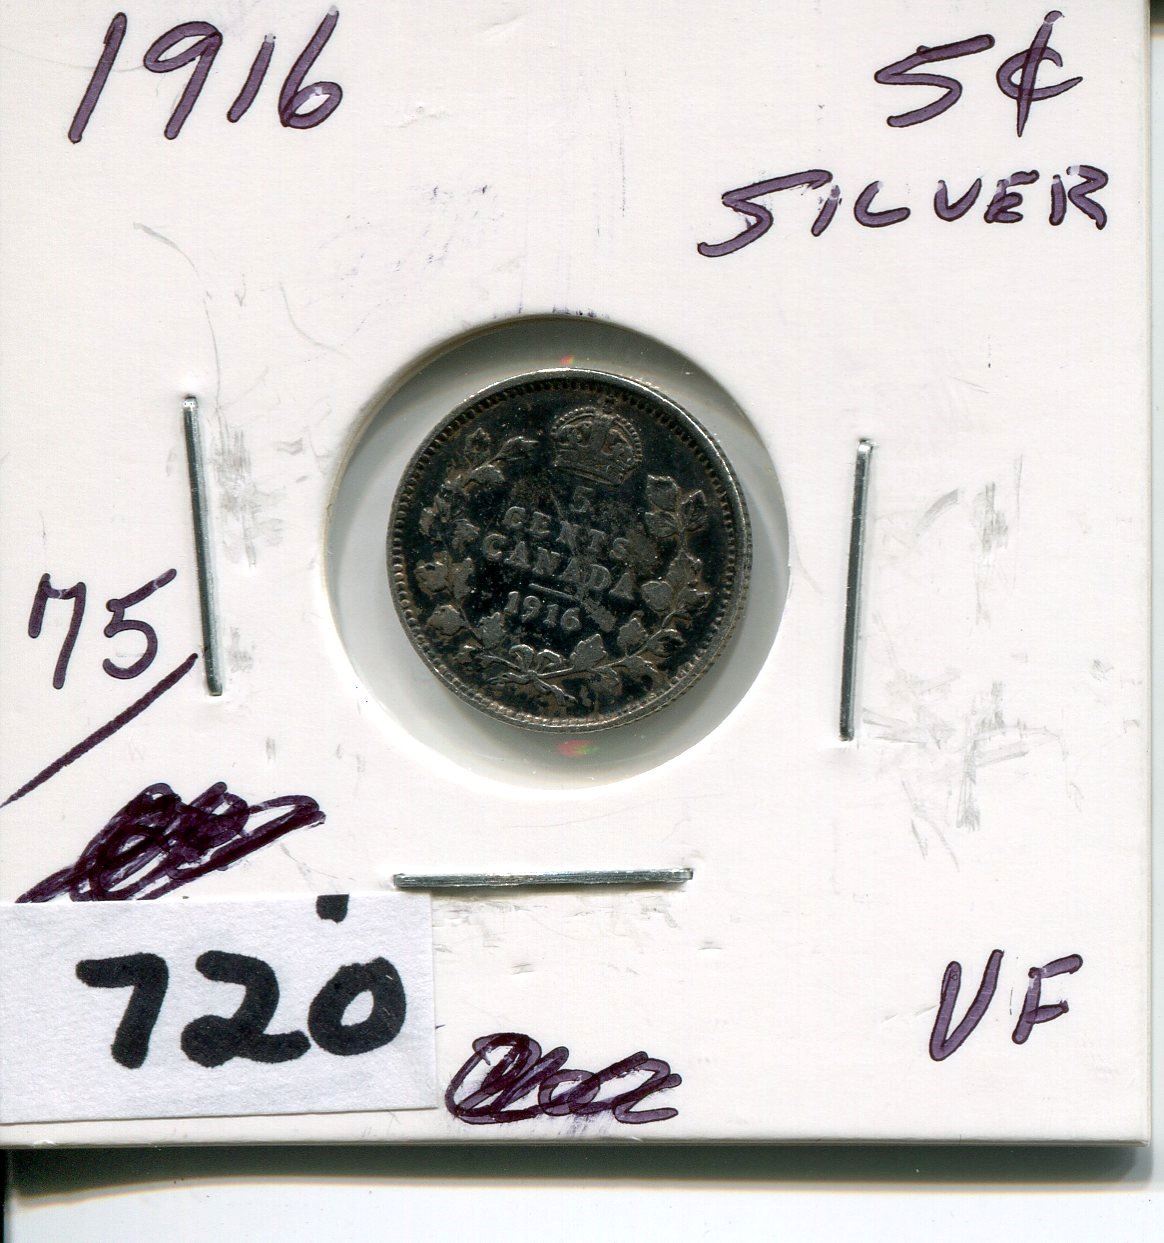 1916
5¢
SILVER
5
CENTS
CANADA
1916
75/
720
VF